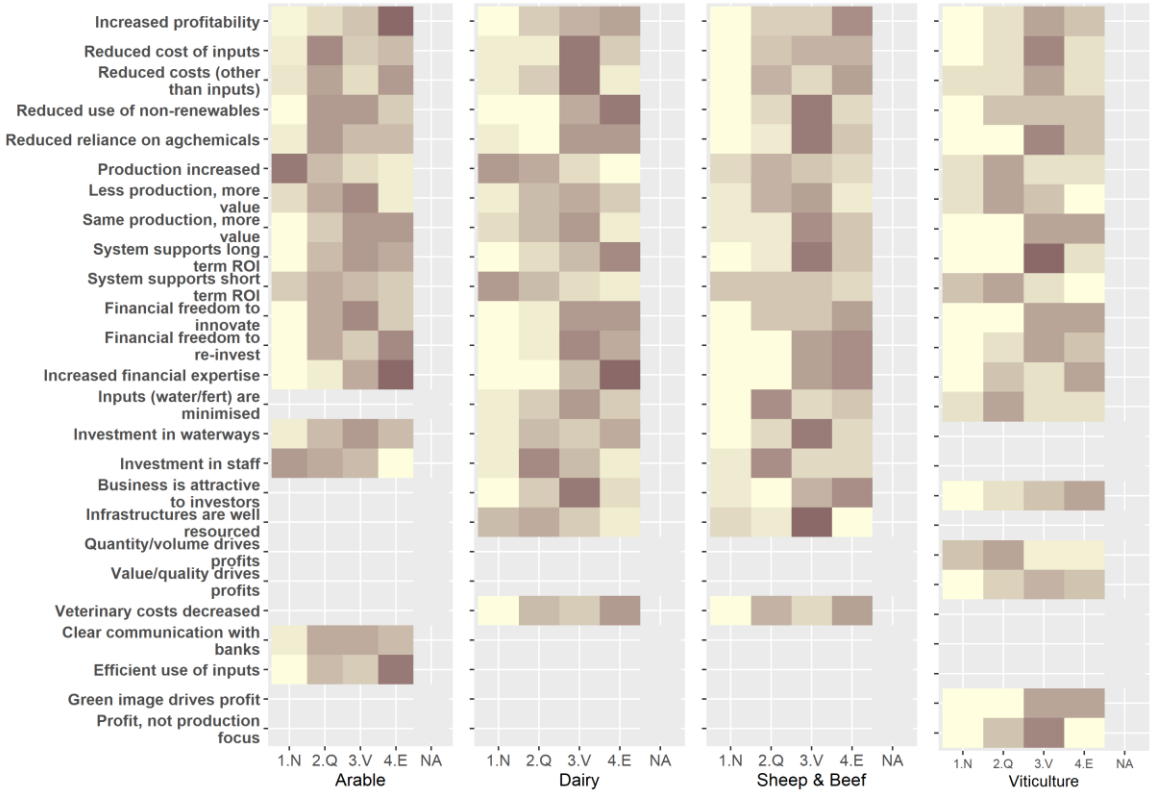 Increased profitability
Reduced cost of inputs
Reduced costs (other
than inputs)
Reduced use of non-renewables
Reduced reliance on agchemicals
Production increased
Less production, more
value
Same production, more
value
System supports long
term ROI
System supports short
term ROI
Financial freedom to
innovate
Financial freedom to
re-invest
Increased financial expertise
Inputs (water/fert) are
minimised
Investment in waterways
Investment in staff
Business is attractive
to investors
Infrastructures are well
resourced
Quantity/volume drives
profits
Value/quality drives
profits
Veterinary costs decreased
Clear communication with
banks
Efficient use of inputs
Green image drives profit
Profit, not production
focus
1.N 2.Q 3.V 4.E NA
Arable
1.N 2.Q 3.V 4.E NA
Dairy
1.N 2.Q 3.V 4.E NA
Sheep & Beef
1.N 2.Q 3.V 4.E NA
Viticulture